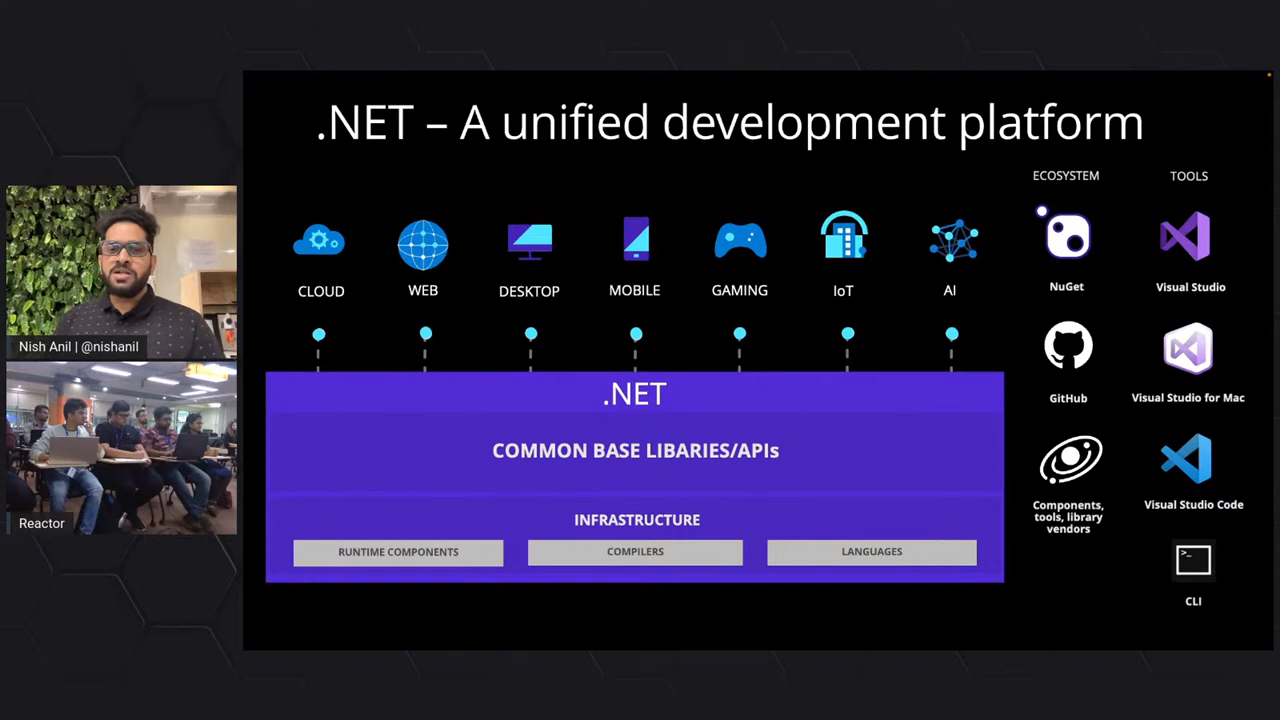 .NET – A unified development platform
ECOSYSTEM
TOOLS
CLOUD
WEB
DESKTOP
MOBILE
GAMING
IoT
AI
NuGet
Visual Studio
Nish Anil | @nishanil
.NET
GitHub
Visual Studio for Mac
COMMON BASE LIBARIES/APIs
Components,
tools, library
vendors
Visual Studio Code
INFRASTRUCTURE
Reactor
RUNTIME COMPONENTS
COMPILERS
LANGUAGES
>_
CLI